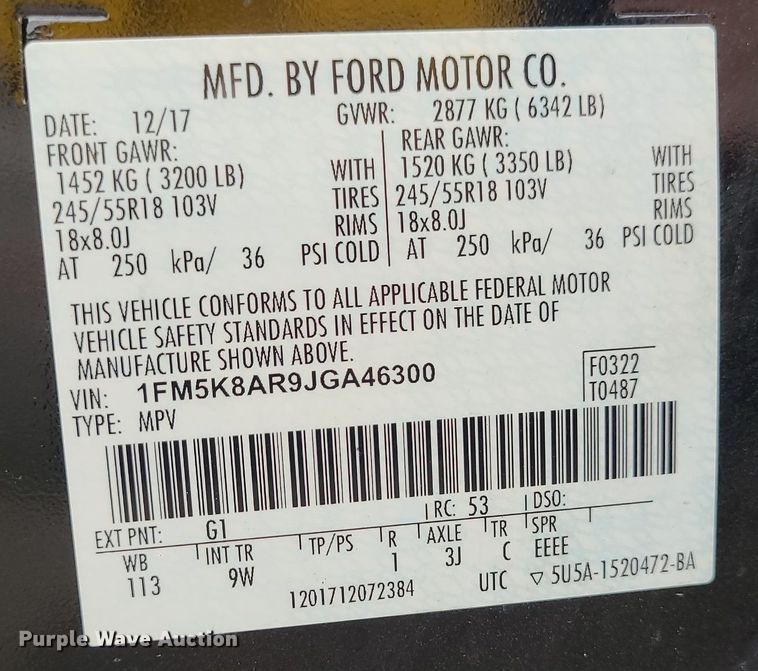 MFD. BY FORD MOTOR CO.
DATE: 12/17 GVWR: 2877 KG ( 6342 LB)
FRONT GAWR: REAR GAWR:
1452 KG ( 3200 LB) WITH 1520 KG ( 3350 LB) WITH
245/55R18 103V TIRES 245/55R18 103V TIRES
18x8.0J RIMS 18x8.0J RIMS
AT 250 kPa/ 36 PSI COLD AT 250 kPa/ 36 PSI COLD
THIS VEHICLE CONFORMS TO ALL APPLICABLE FEDERAL MOTOR
VEHICLE SAFETY STANDARDS IN EFFECT ON THE DATE OF
MANUFACTURE SHOWN ABOVE.
VIN: 1FM5K8AR9JGA46300 F0322
TYPE: MPV T0487
EXT PNT: G1 RC: 53 DSO:
WB INT TR TP/PS R AXLE TR SPR
113 9W 1 3J C EEEE
1201712072384 UTC ▽ 5U5A-1520472-BA
Purple Wave Auction